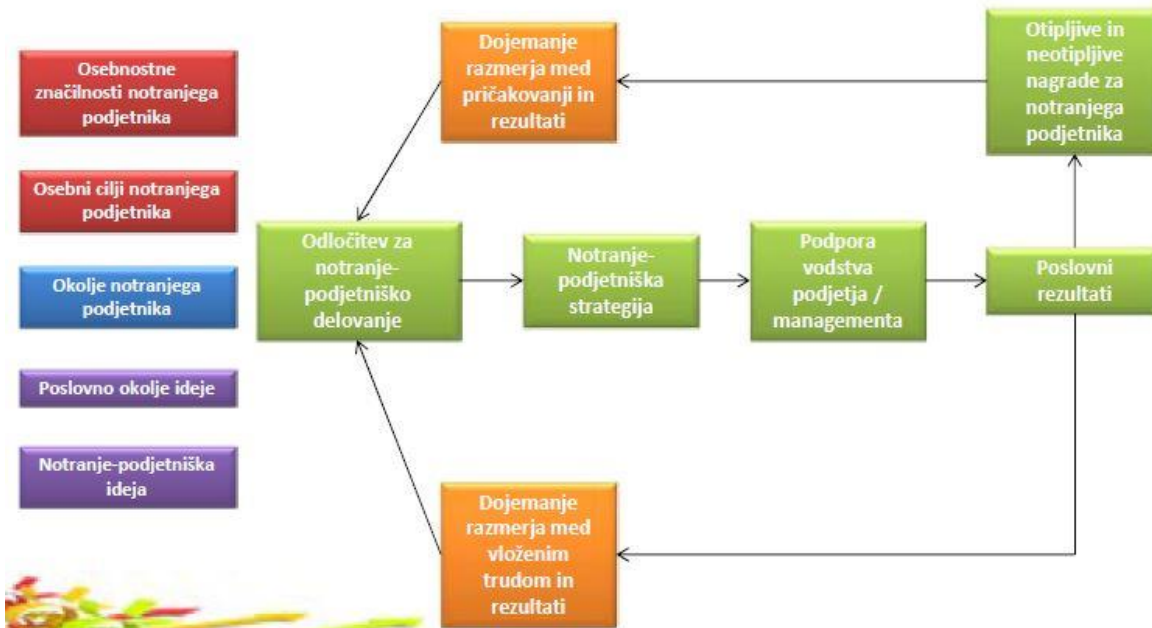 Osebnostne
značilnosti notranjega
podjetnika
Osebni cilji notranjega
podjetnika
Okolje notranjega
podjetnika
Poslovno okolje ideje
Notranje-podjetniška
ideja
Dojemanje
razmerja med
pričakovanji in
rezultati
Otipljive in
neotipljive
nagrade za
notranjega
podjetnika
Odločitev za
notranje-
podjetniško
delovanje
Notranje-
podjetniška
strategija
Podpora
vodstva
podjetja /
managementa
Poslovni
rezultati
Dojemanje
razmerja med
vloženim
trudom in
rezultati